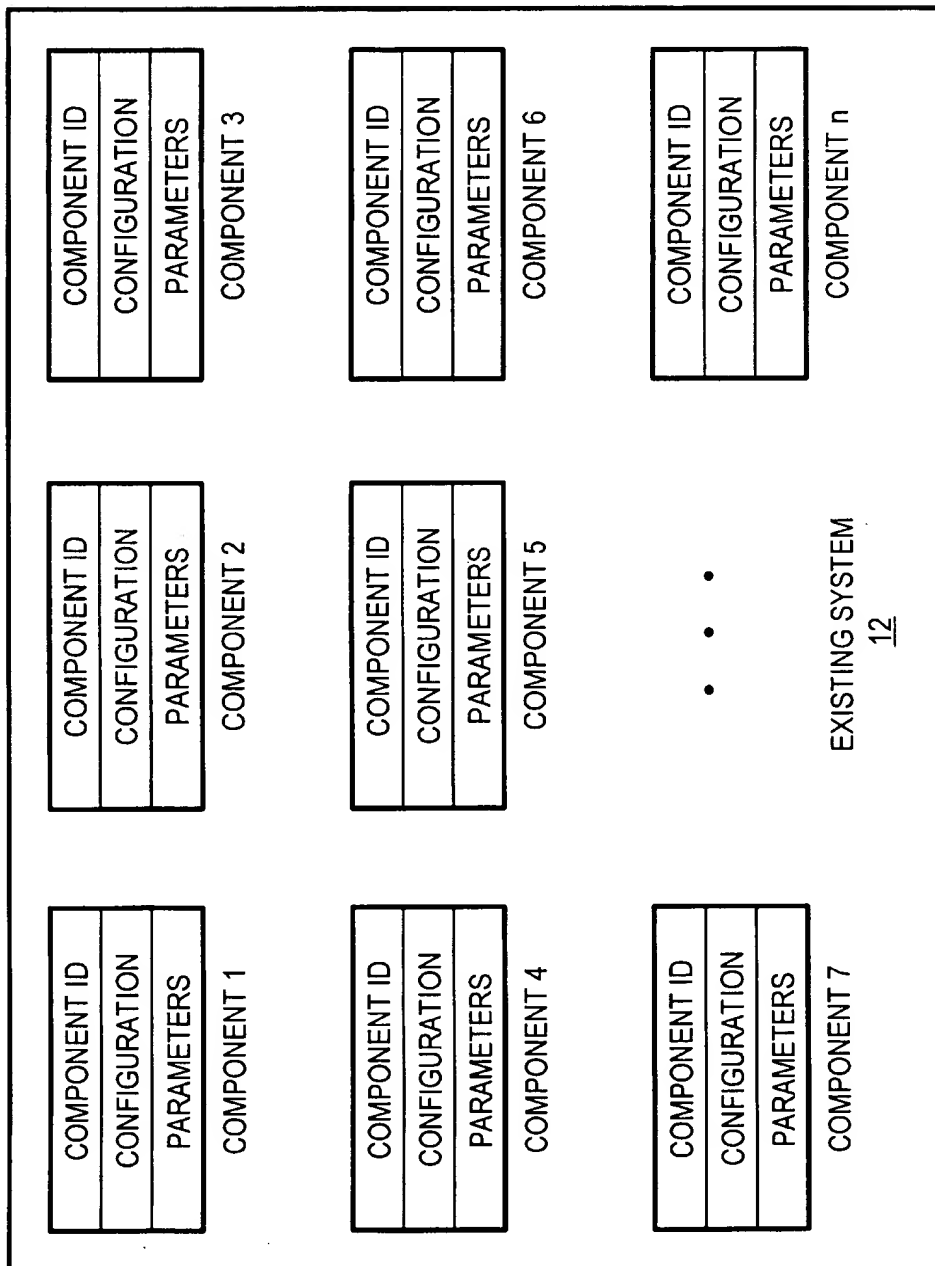 COMPONENT ID
CONFIGURATION
PARAMETERS
COMPONENT 1
COMPONENT ID
CONFIGURATION
PARAMETERS
COMPONENT 2
COMPONENT ID
CONFIGURATION
PARAMETERS
COMPONENT 3
COMPONENT ID
CONFIGURATION
PARAMETERS
COMPONENT 4
COMPONENT ID
CONFIGURATION
PARAMETERS
COMPONENT 5
COMPONENT ID
CONFIGURATION
PARAMETERS
COMPONENT 6
COMPONENT ID
CONFIGURATION
PARAMETERS
COMPONENT 7
• • •
COMPONENT ID
CONFIGURATION
PARAMETERS
COMPONENT n
EXISTING SYSTEM
12